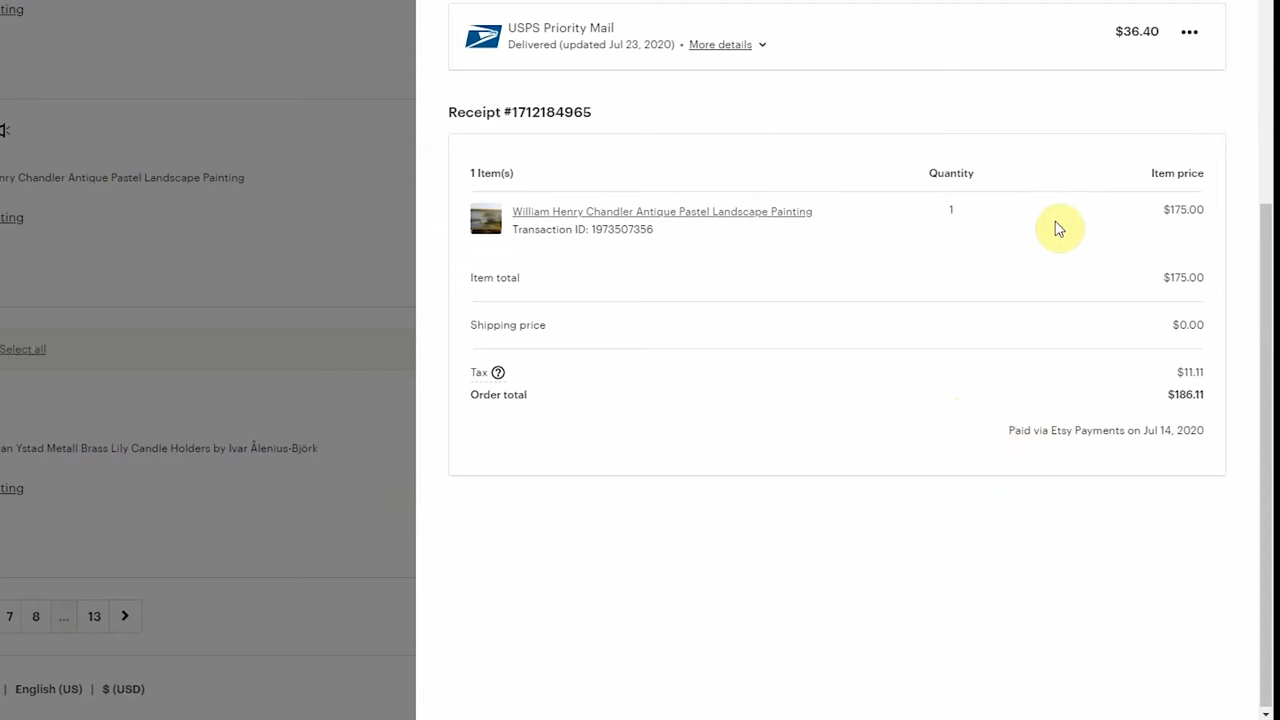 ting
nry Chandler Antique Pastel Landscape Painting
ting
Select all
an Ystad Metall Brass Lily Candle Holders by Ivar Ålenius-Björk
ting
7 8 ... 13
| English (US) | $ (USD)
USPS Priority Mail
$36.40
Delivered (updated Jul 23, 2020) • More details
Receipt #1712184965
1 Item(s) Quantity Item price
William Henry Chandler Antique Pastel Landscape Painting 1 $175.00
Transaction ID: 1973507356
Item total $175.00
Shipping price $0.00
Tax ? $11.11
Order total $186.11
Paid via Etsy Payments on Jul 14, 2020